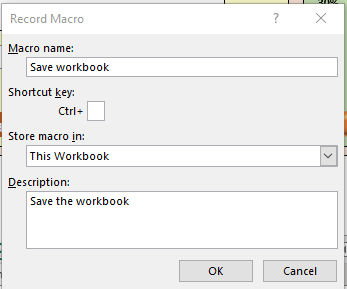 30%
Record Macro ? ×
Macro name:
Save workbook
Shortcut key:
Ctrl+
Store macro in:
This Workbook
Description:
Save the workbook
OK Cancel